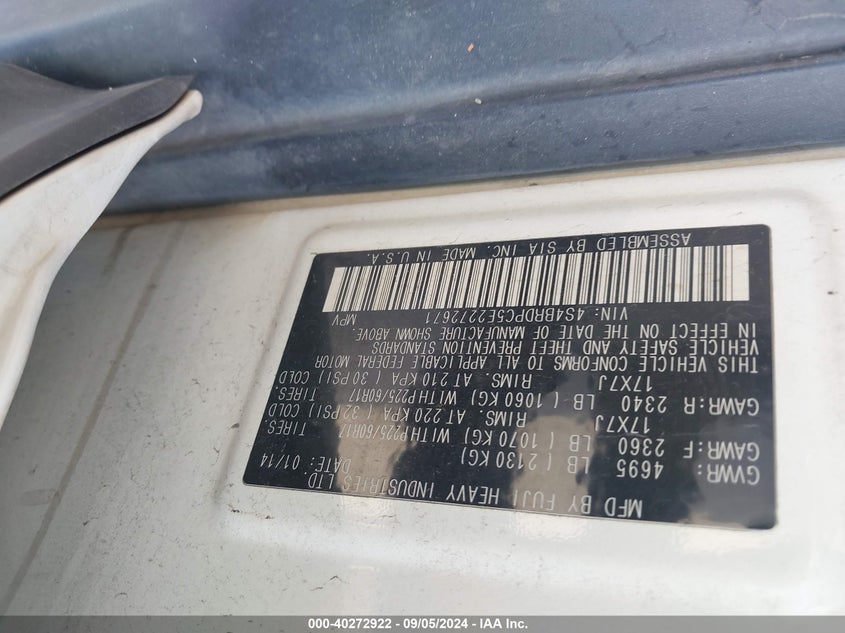 MFD BY FUJI HEAVY INDUSTRIES LTD.
GVWR: 4695 LB ( 2130 KG) DATE: 01/14
GAWR:F 2360 LB ( 1070 KG) WITH P225/60R17 TIRES.
17X7J RIMS. AT 220 KPA ( 32 PSI) COLD
GAWR:R 2340 LB ( 1060 KG) WITH P225/60R17 TIRES.
17X7J RIMS. AT 210 KPA ( 30 PSI) COLD
THIS VEHICLE CONFORMS TO ALL APPLICABLE FEDERAL MOTOR
VEHICLE SAFETY AND THEFT PREVENTION STANDARDS
IN EFFECT ON THE DATE OF MANUFACTURE SHOWN ABOVE.
VIN: 4S4BRDPC5E2272671 MPV
ASSEMBLED BY SIA INC. MADE IN U.S.A.
000-40272922 - 09/05/2024 - IAA Inc.